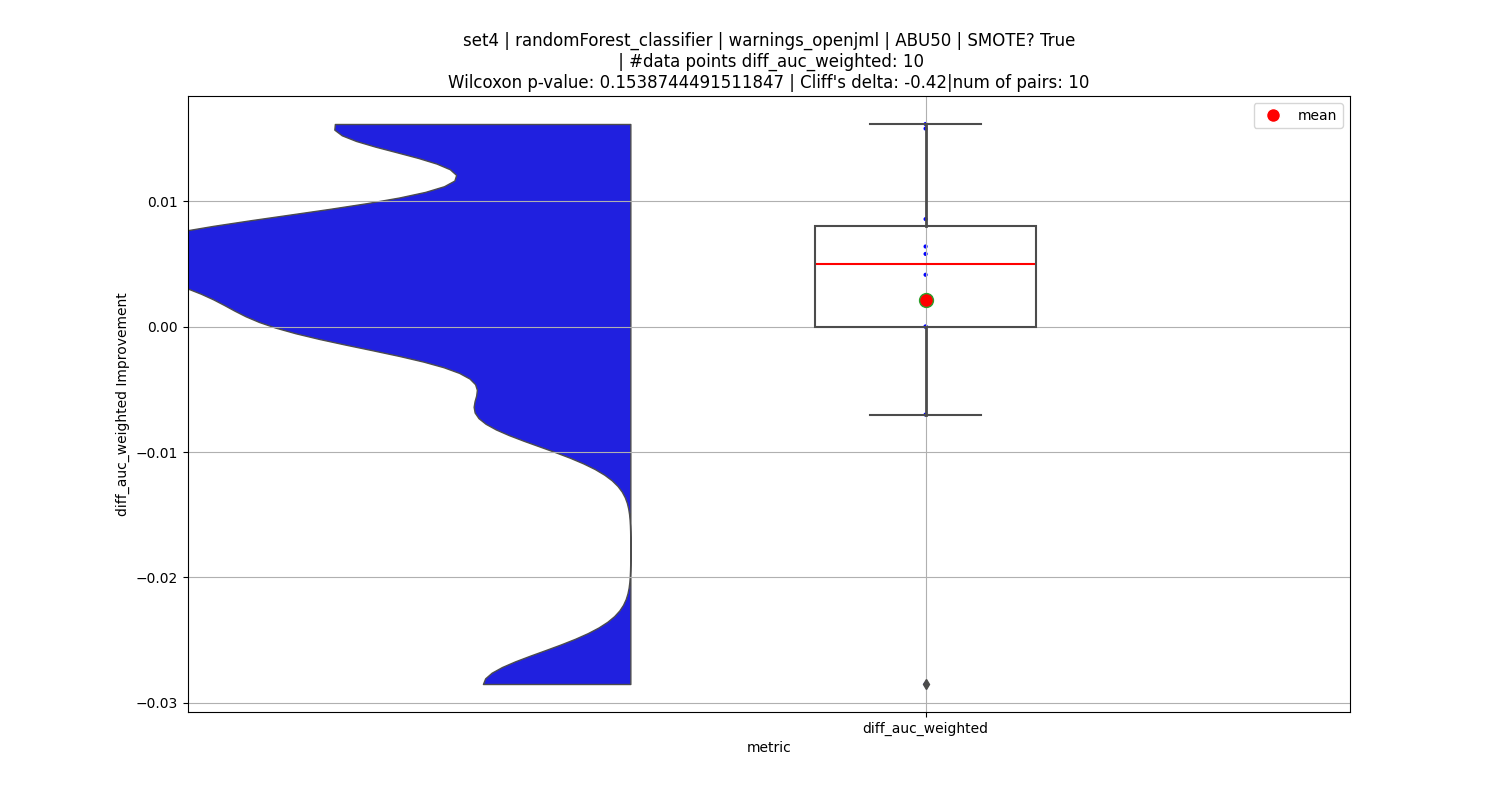 set4 | randomForest_classifier | warnings_openjml | ABU50 | SMOTE? True
| #data points diff_auc_weighted: 10
Wilcoxon p-value: 0.1538744491511847 | Cliff's delta: -0.42|num of pairs: 10
mean
0.01
0.00
−0.01
−0.02
−0.03
diff_auc_weighted Improvement
diff_auc_weighted
metric